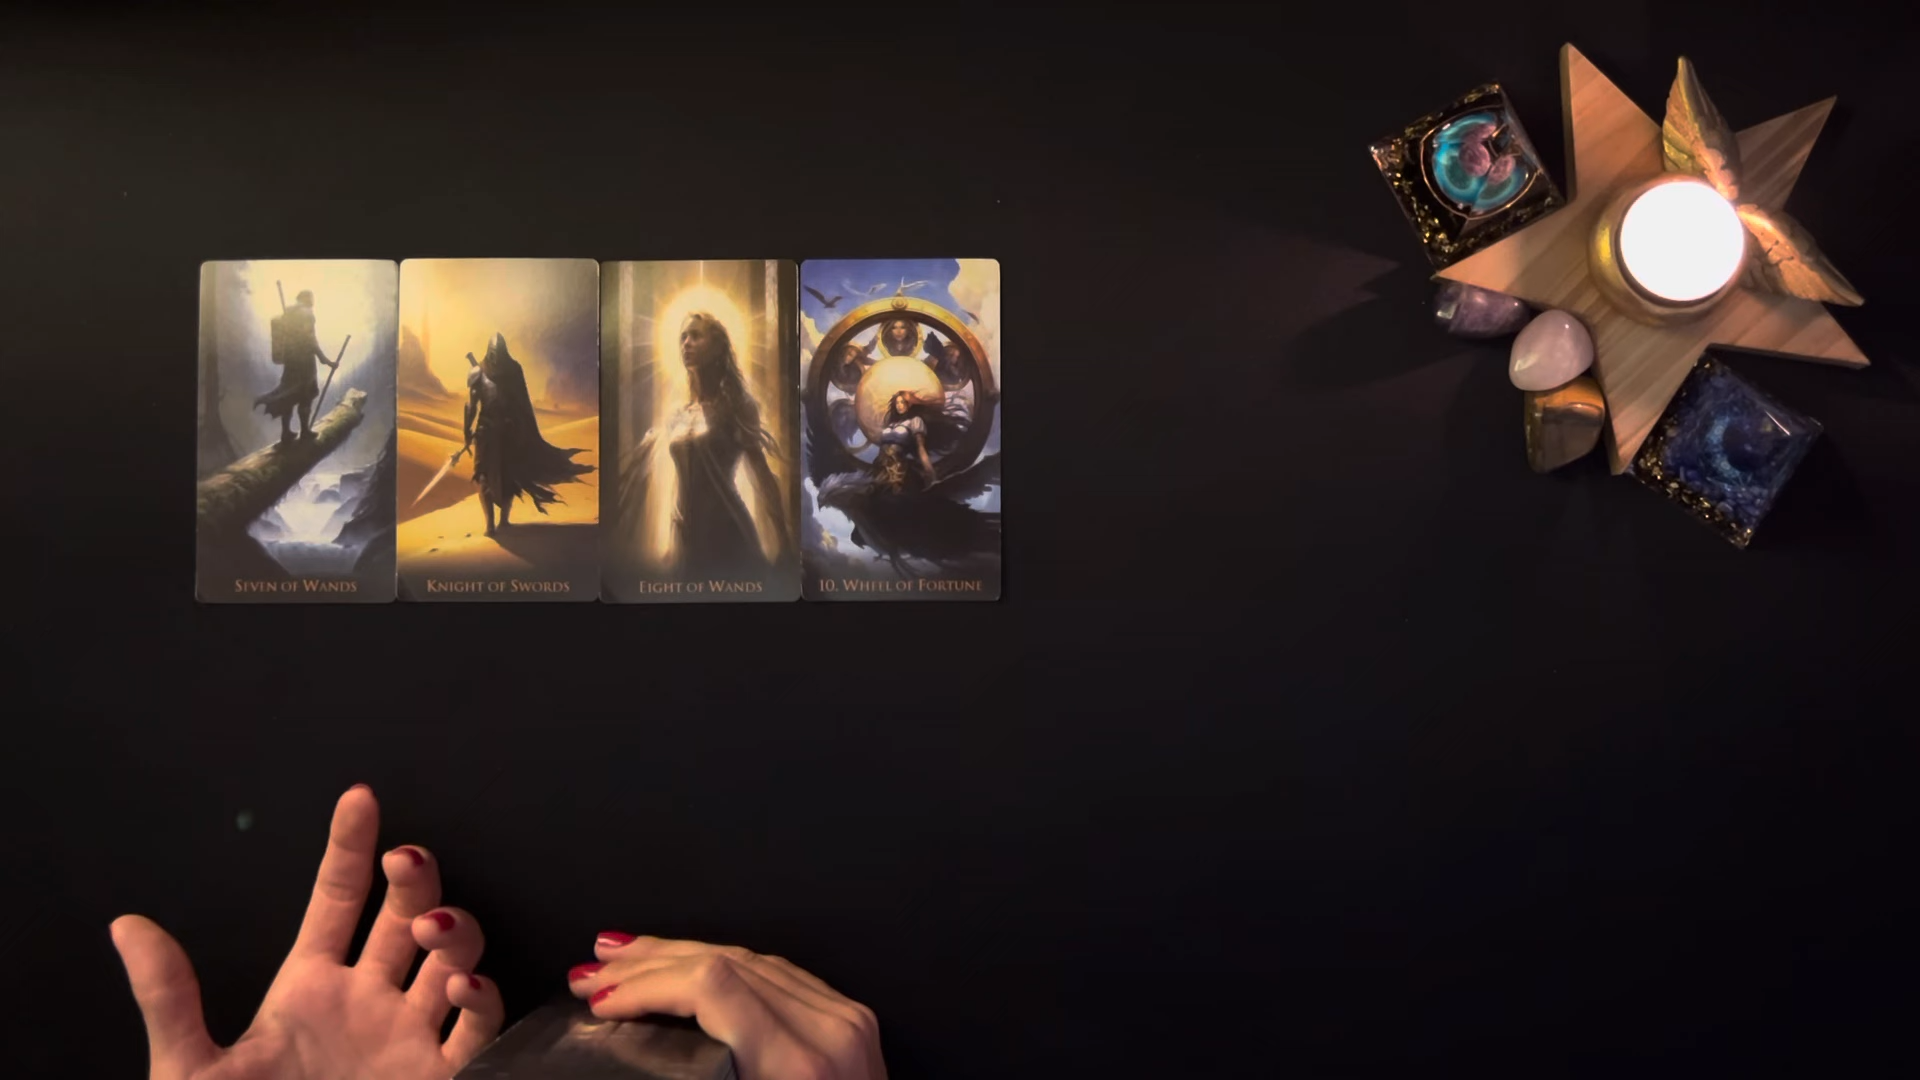 Seven of Wands
Knight of Swords
Eight of Wands
10. Wheel of Fortune